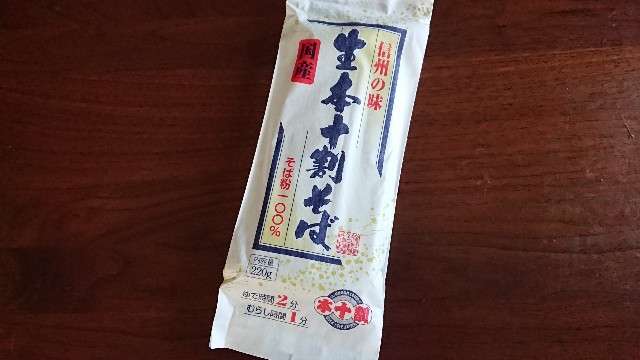 信州の味
国産
生本十割そば
そば粉一〇〇%
内容量
220g
ゆで時間2分
むらし時間1分
本十割